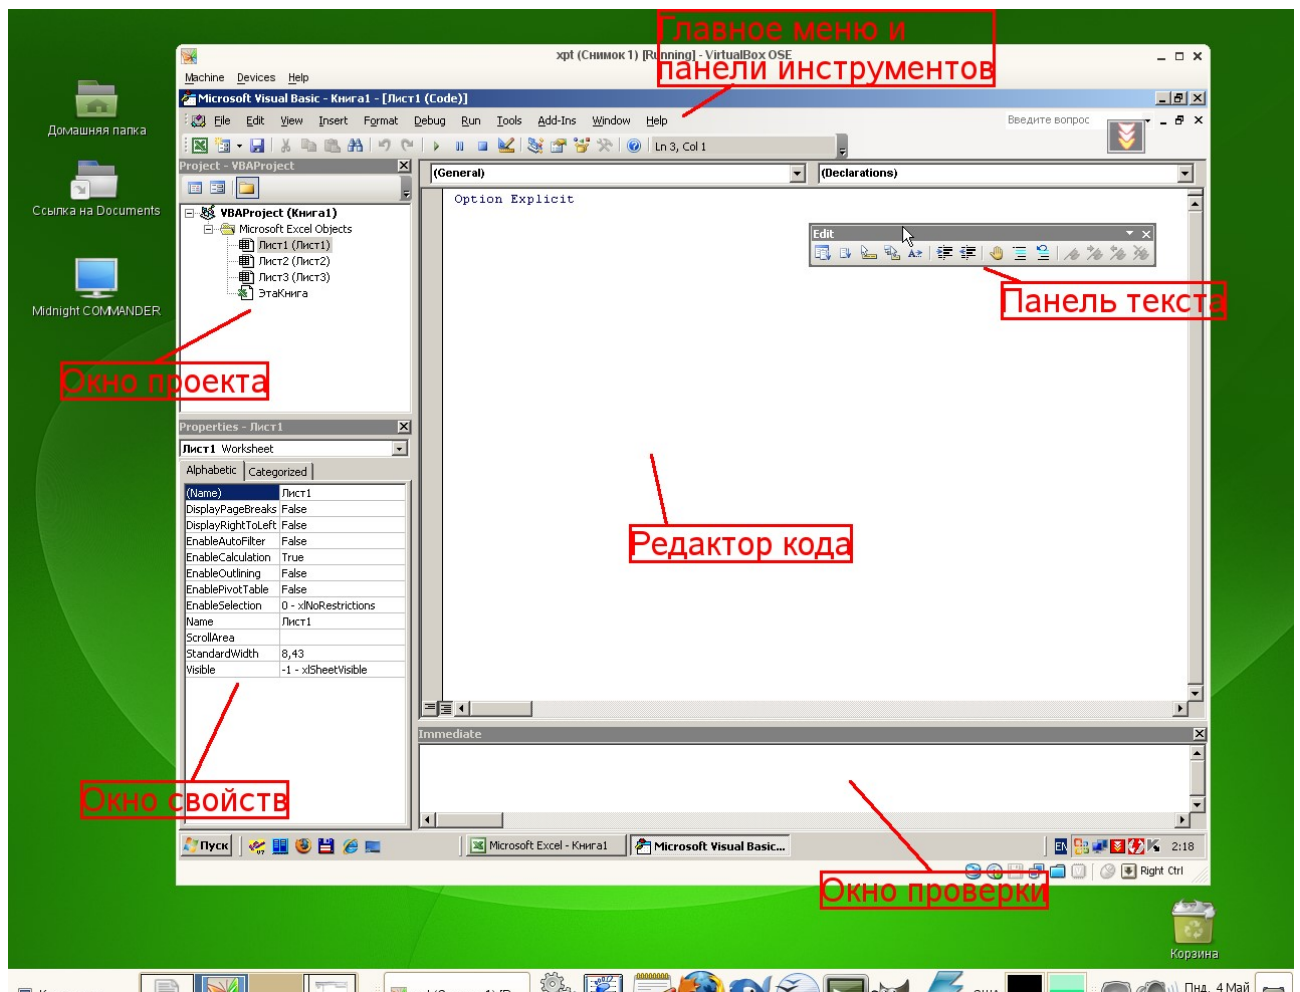 Главное меню и
панели инструментов
xpt (Снимок 1) [Running] - VirtualBox OSE
Machine Devices Help
Microsoft Visual Basic - Книга1 - [Лист1 (Code)]
File Edit View Insert Format Debug Run Tools Add-Ins Window Help
Введите вопрос
Ln 3, Col 1
Домашняя папка
Ссылка на Documents
Midnight COMMANDER
Project - VBAProject
VBAProject (Книга1)
Microsoft Excel Objects
Лист1 (Лист1)
Лист2 (Лист2)
Лист3 (Лист3)
ЭтаКнига
Окно проекта
(General)
(Declarations)
Option Explicit
Edit
Панель текста
Редактор кода
Properties - Лист1
Лист1 Worksheet
Alphabetic Categorized
(Name) Лист1
DisplayPageBreaks False
DisplayRightToLeft False
EnableAutoFilter False
EnableCalculation True
EnableOutlining False
EnablePivotTable False
EnableSelection 0 - xlNoRestrictions
Name Лист1
ScrollArea
StandardWidth 8,43
Visible -1 - xlSheetVisible
Окно свойств
Immediate
Окно проверки
Пуск
Microsoft Excel - Книга1
Microsoft Visual Basic...
EN
2:18
Right Ctrl
Корзина
Пнд, 4 Май